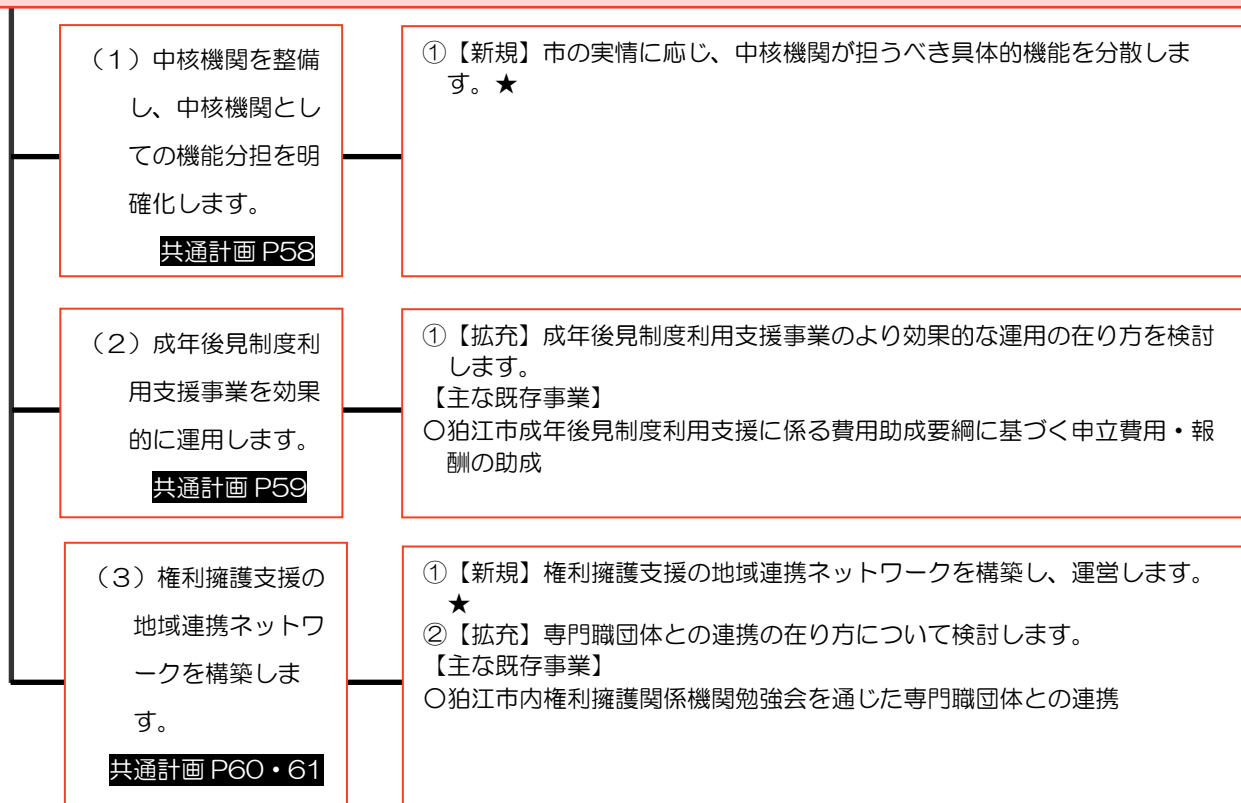 （１）中核機関を整備
し、中核機関とし
ての機能分担を明
確化します。
共通計画 P58
①【新規】市の実情に応じ、中核機関が担うべき具体的機能を分散しま
す。★
（２）成年後見制度利
用支援事業を効果
的に運用します。
共通計画 P59
①【拡充】成年後見制度利用支援事業のより効果的な運用の在り方を検討
します。
【主な既存事業】
○狛江市成年後見制度利用支援に係る費用助成要綱に基づく申立費用・報
酬の助成
（３）権利擁護支援の
地域連携ネットワ
ークを構築しま
す。
共通計画 P60・61
①【新規】権利擁護支援の地域連携ネットワークを構築し、運営します。
★
②【拡充】専門職団体との連携の在り方について検討します。
【主な既存事業】
○狛江市内権利擁護関係機関勉強会を通じた専門職団体との連携